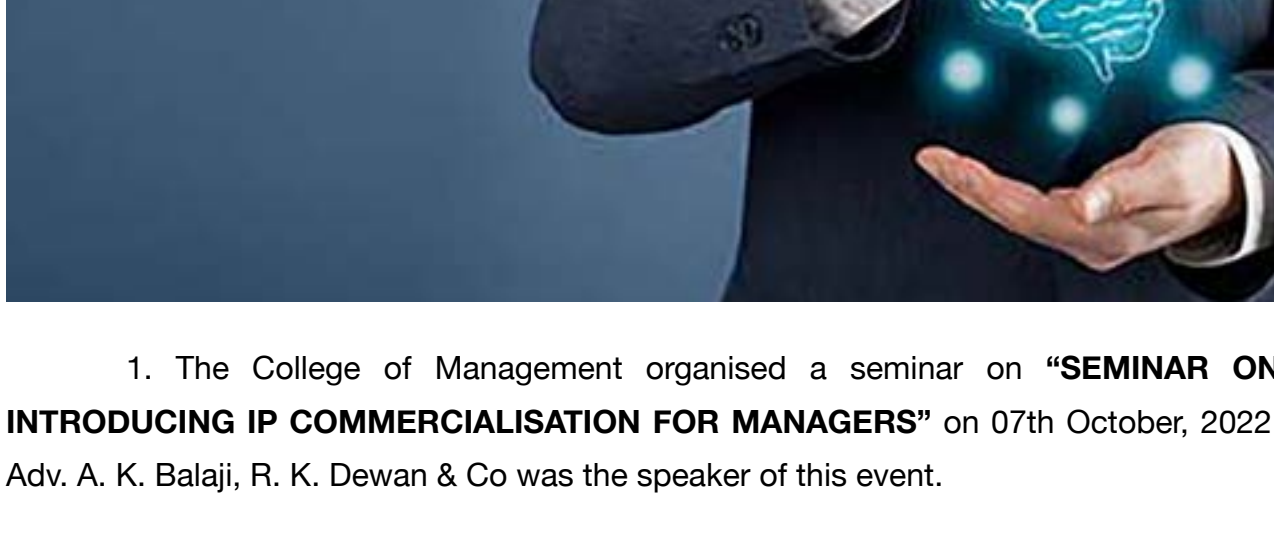 1. The College of Management organised a seminar on “SEMINAR ON
INTRODUCING IP COMMERCIALISATION FOR MANAGERS” on 07th October, 2022
Adv. A. K. Balaji, R. K. Dewan & Co was the speaker of this event.